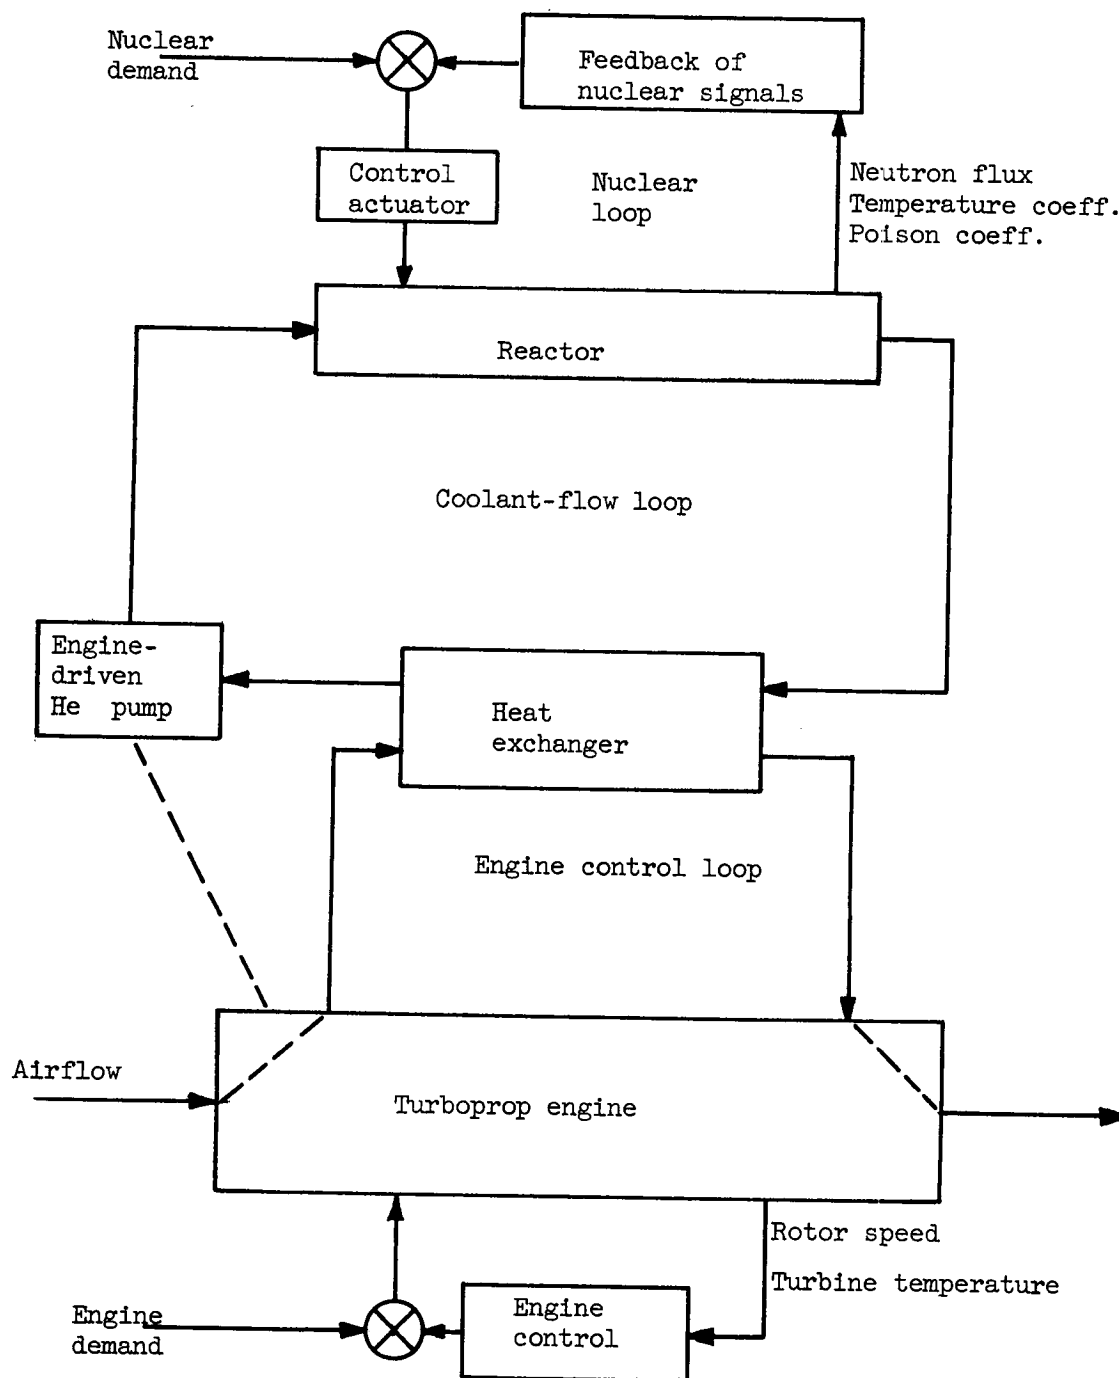 Nuclear
demand
Feedback of
nuclear signals
Control
actuator
Nuclear
loop
Neutron flux
Temperature coeff.
Poison coeff.
Reactor
Coolant-flow loop
Engine-
driven
He pump
Heat
exchanger
Engine control loop
Airflow
Turboprop engine
Rotor speed
Turbine temperature
Engine
demand
Engine
control